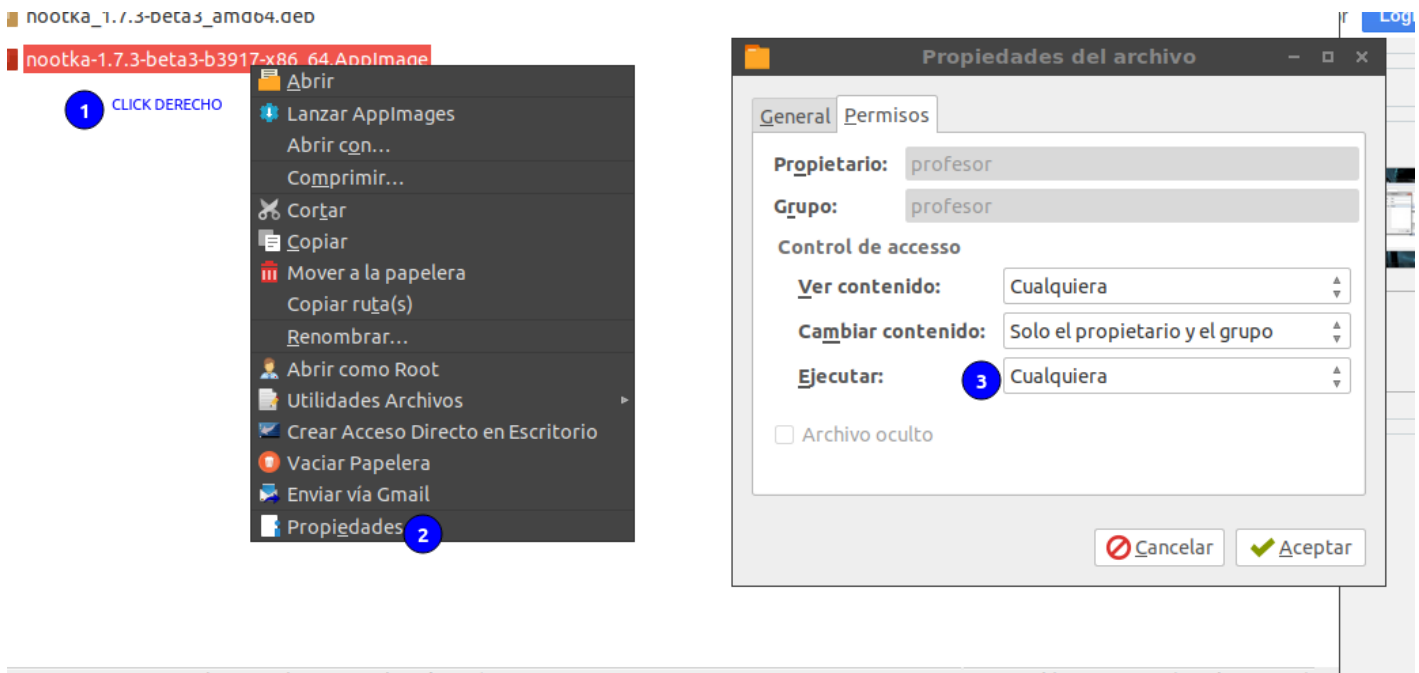 nootka_1.7.3-beta3_amd64.deb
nootka-1.7.3-beta3-b3917-x86_64.AppImage
1 CLICK DERECHO
Abrir
Lanzar AppImages
Abrir con...
Comprimir...
Cortar
Copiar
Mover a la papelera
Copiar ruta(s)
Renombrar...
Abrir como Root
Utilidades Archivos
Crear Acceso Directo en Escritorio
Vaciar Papelera
Enviar vía Gmail
Propiedades 2
Propiedades del archivo
General Permisos
Propietario: profesor
Grupo: profesor
Control de accesso
Ver contenido: Cualquiera
Cambiar contenido: Solo el propietario y el grupo
Ejecutar: 3 Cualquiera
Archivo oculto
Cancelar Aceptar